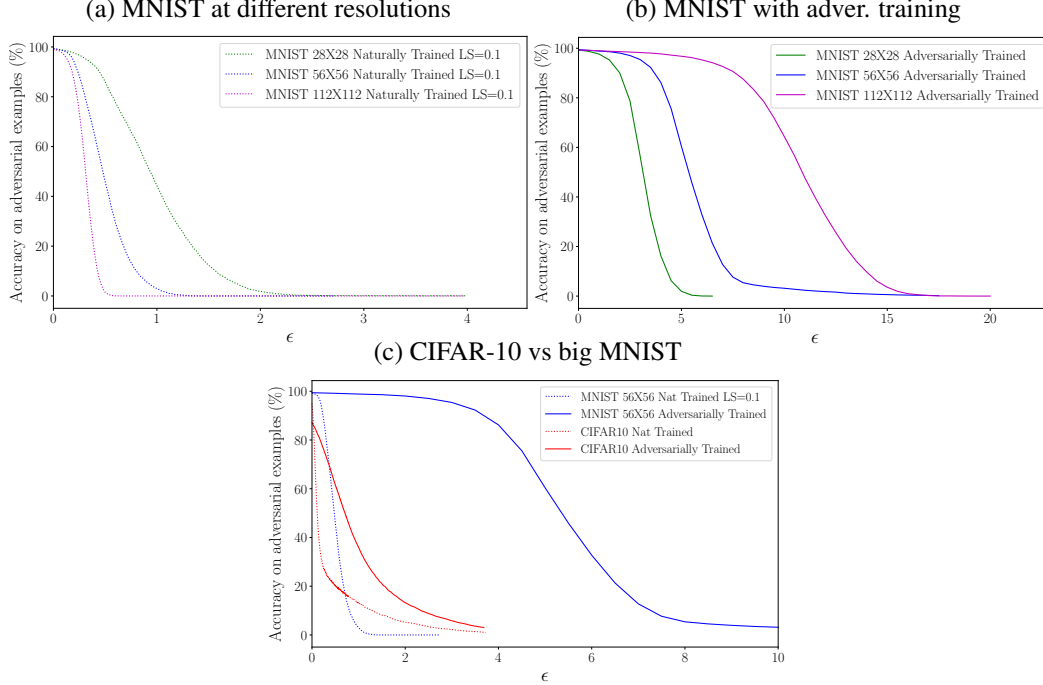 (a) MNIST at different resolutions
Accuracy on adversarial examples (%)
100
80
60
40
20
0
0
1
2
3
4
ϵ
MNIST 28X28 Naturally Trained LS=0.1
MNIST 56X56 Naturally Trained LS=0.1
MNIST 112X112 Naturally Trained LS=0.1
(b) MNIST with adver. training
Accuracy on adversarial examples (%)
100
80
60
40
20
0
0
5
10
15
20
ϵ
MNIST 28X28 Adversarially Trained
MNIST 56X56 Adversarially Trained
MNIST 112X112 Adversarially Trained
(c) CIFAR-10 vs big MNIST
Accuracy on adversarial examples (%)
100
80
60
40
20
0
0
2
4
6
8
10
ϵ
MNIST 56X56 Nat Trained LS=0.1
MNIST 56X56 Adversarially Trained
CIFAR10 Nat Trained
CIFAR10 Adversarially Trained